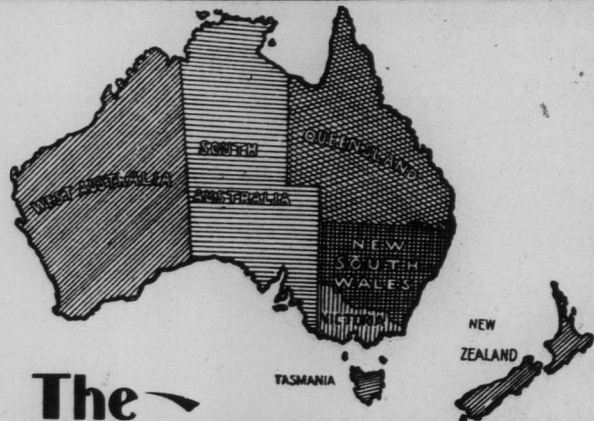 SOUTH
QUEENSLAND
WEST AUSTRALIA
AUSTRALIA
NEW
SOUTH
WALES
VICTORIA
NEW
ZEALAND
TASMANIA
The